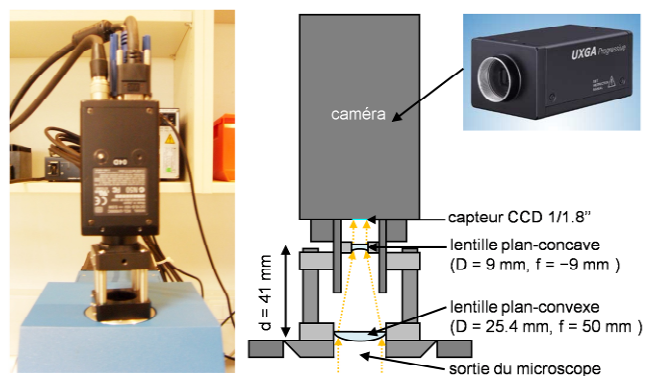 UXGA Progressive
caméra
capteur CCD 1/1.8’’
lentille plan-concave
(D = 9 mm, f = −9 mm )
d = 41 mm
lentille plan-convexe
(D = 25.4 mm, f = 50 mm )
sortie du microscope